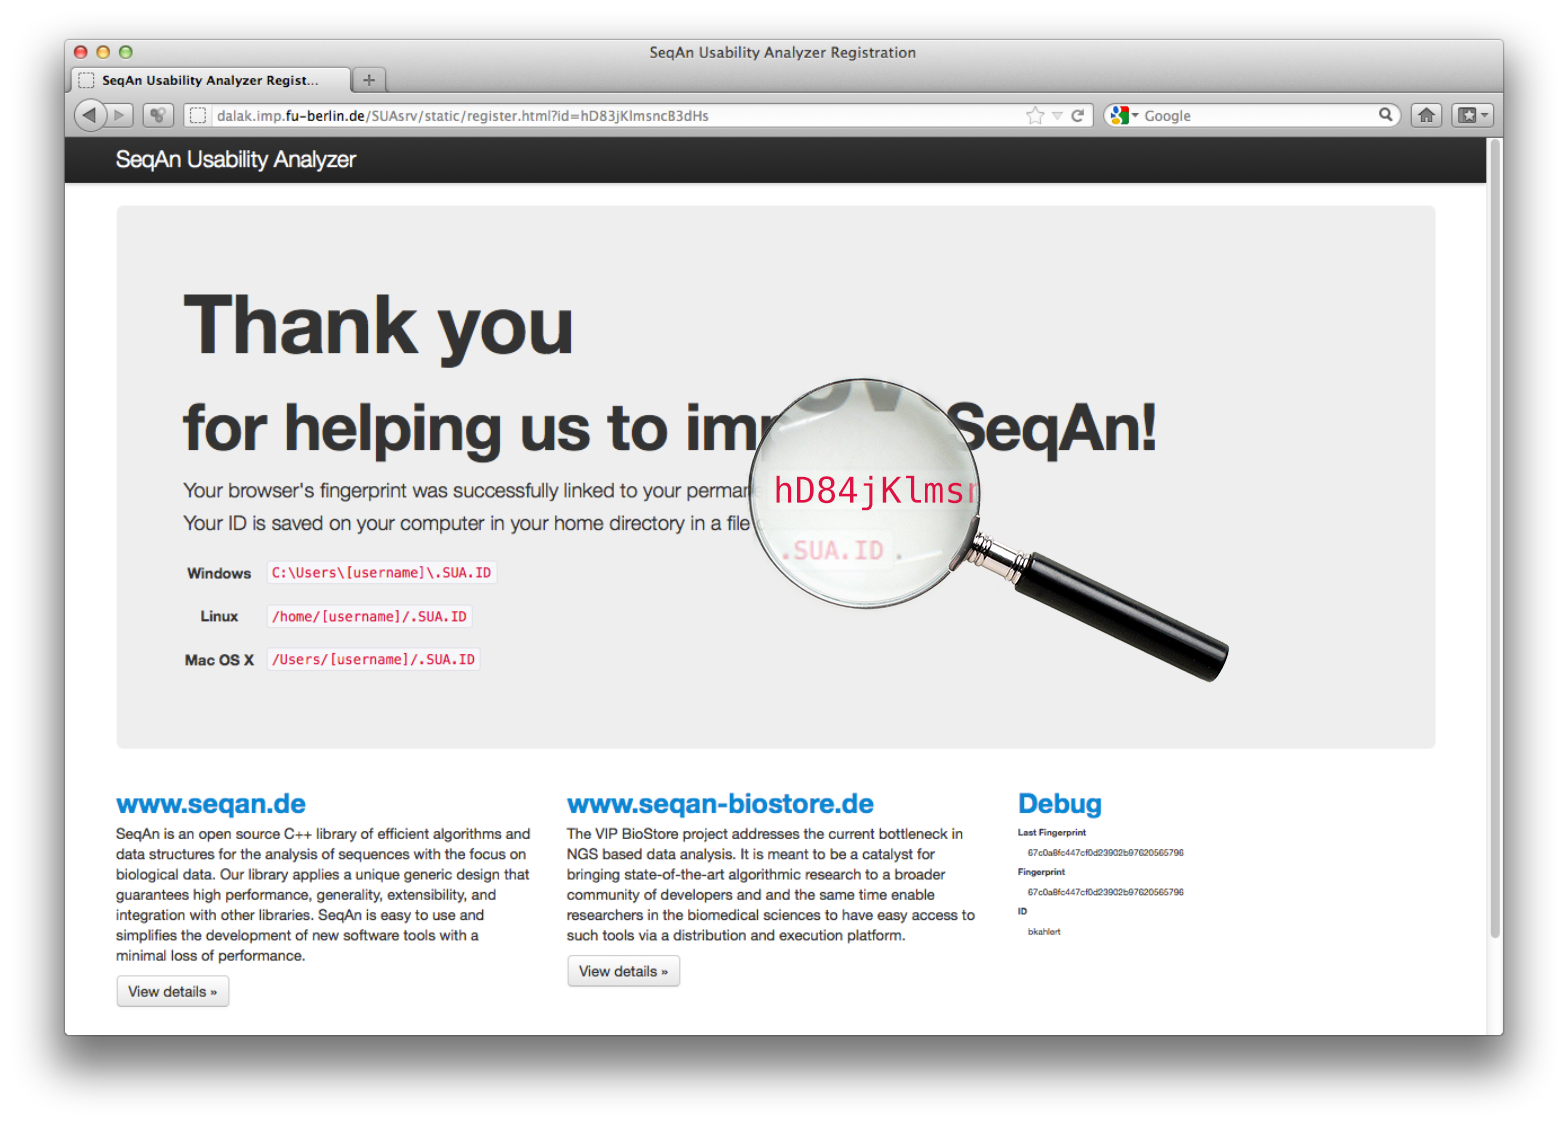 SeqAn Usability Analyzer Registration
SeqAn Usability Analyzer Regist...
dalak.imp.fu-berlin.de/SUAsrv/static/register.html?id=hD83jKlmsncB3dHs
Google
SeqAn Usability Analyzer
Thank you
for helping us to SeqAn!
hD84jKlmsn
Your browser's fingerprint was successfully linked to your
Your ID is saved on your computer in your home directory in a file
.SUA.ID .
Windows C:\Users\[username]\.SUA.ID
Linux /home/[username]/.SUA.ID
Mac OS X /Users/[username]/.SUA.ID
www.seqan.de
SeqAn is an open source C++ library of efficient algorithms and
data structures for the analysis of sequences with the focus on
biological data. Our library applies a unique generic design that
guarantees high performance, generality, extensibility, and
integration with other libraries. SeqAn is easy to use and
simplifies the development of new software tools with a
minimal loss of performance.
View details »
www.seqan-biostore.de
The VIP BioStore project addresses the current bottleneck in
NGS based data analysis. It is meant to be a catalyst for
bringing state-of-the-art algorithmic research to a broader
community of developers and and the same time enable
researchers in the biomedical sciences to have easy access to
such tools via a distribution and execution platform.
View details »
Debug
Last Fingerprint
67c0a8fc447cf0d23902b97620565796
Fingerprint
67c0a8fc447cf0d23902b97620565796
ID
bkahlert